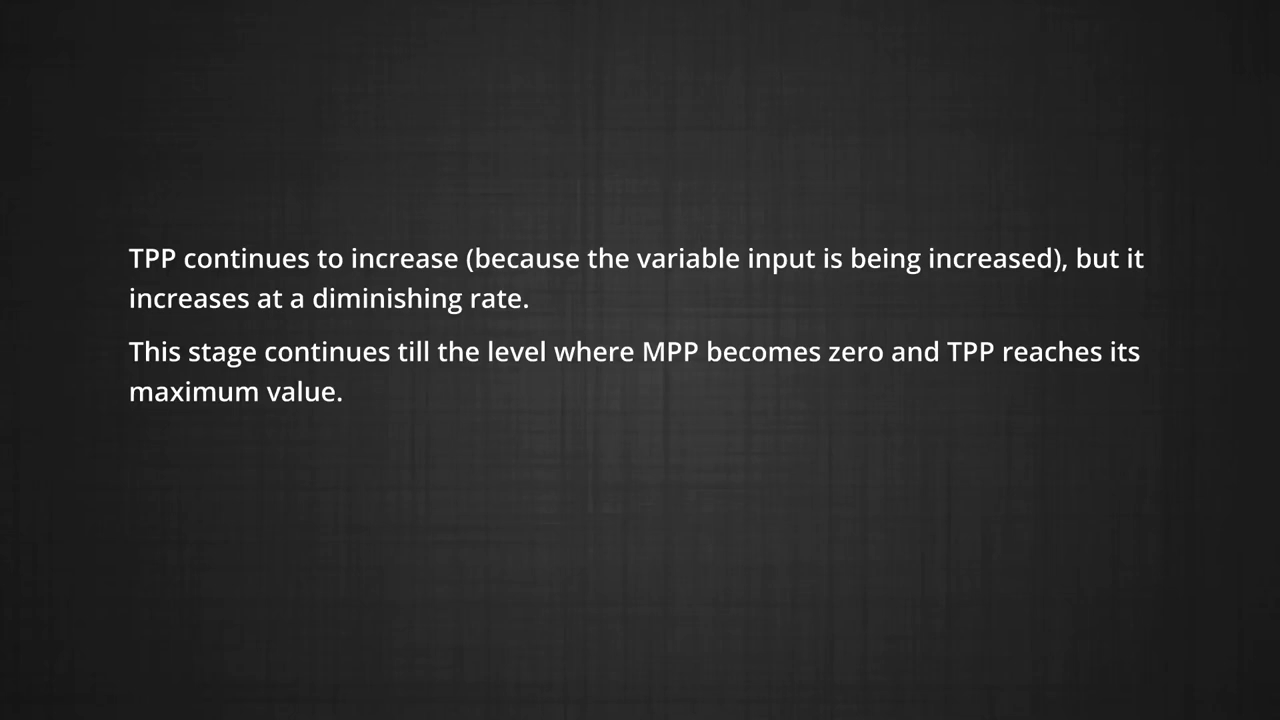 TPP continues to increase (because the variable input is being increased), but it
increases at a diminishing rate.
This stage continues till the level where MPP becomes zero and TPP reaches its
maximum value.